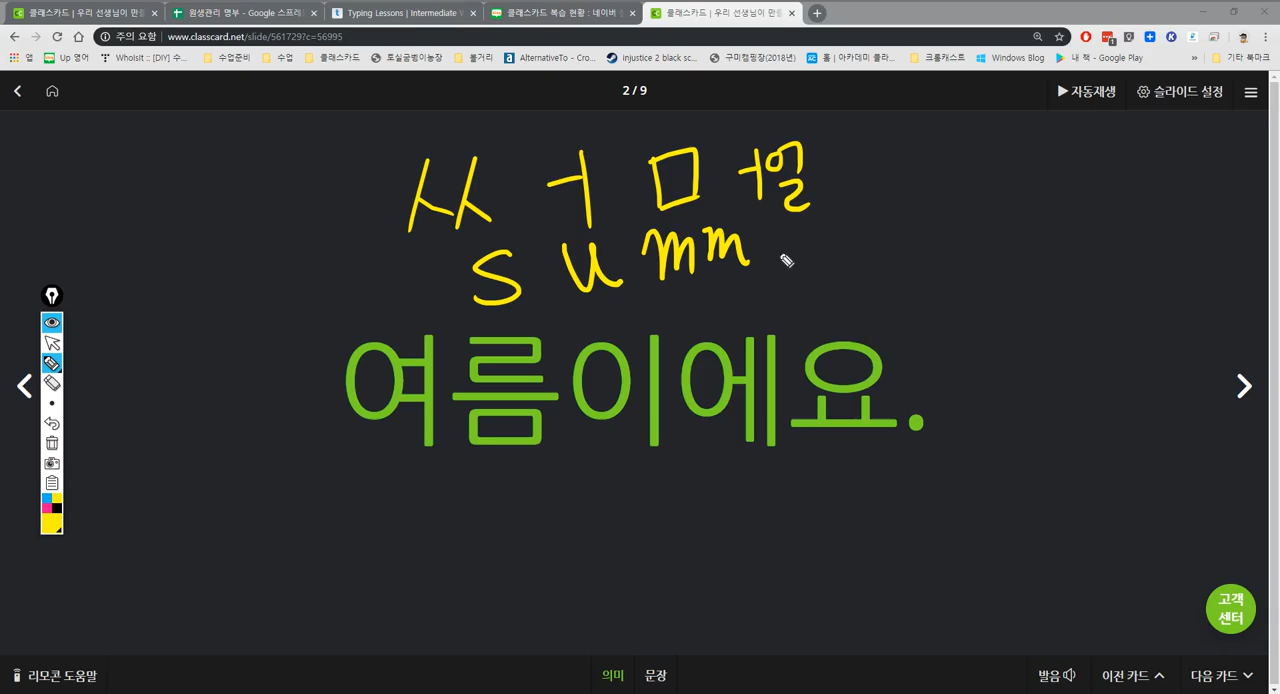 클래스카드 | 우리 선생님이 만든
원생관리 명부 - Google 스프레
Typing Lessons | Intermediate
클래스카드 복습 현황 : 네이버
클래스카드 | 우리 선생님이 만든
주의 요함 www.classcard.net/slide/561729?c=56995
앱 Up 영어 WhoisIt :: [DIY] 수... 수업준비 수업 클래스카드 토실굼벵이농장 볼거리 AlternativeTo - Cro... Injustice 2 black sc... 구미캠핑장(2018년) 홈 | 아카데미 클라... 크롬캐스트 Windows Blog 내 책 - Google Play » 기타 북마크
2 / 9
자동재생 슬라이드 설정
ㅆ ㅓ ㅁ
s u m m
여름이에요.
고객
센터
리모콘 도움말 의미 문장 발음 이전 카드 다음 카드